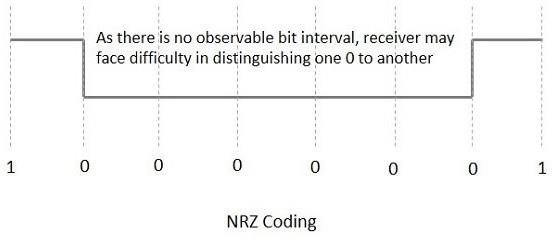 As there is no observable bit interval, receiver may
face difficulty in distinguishing one 0 to another
1 0 0 0 0 0 0 1
NRZ Coding